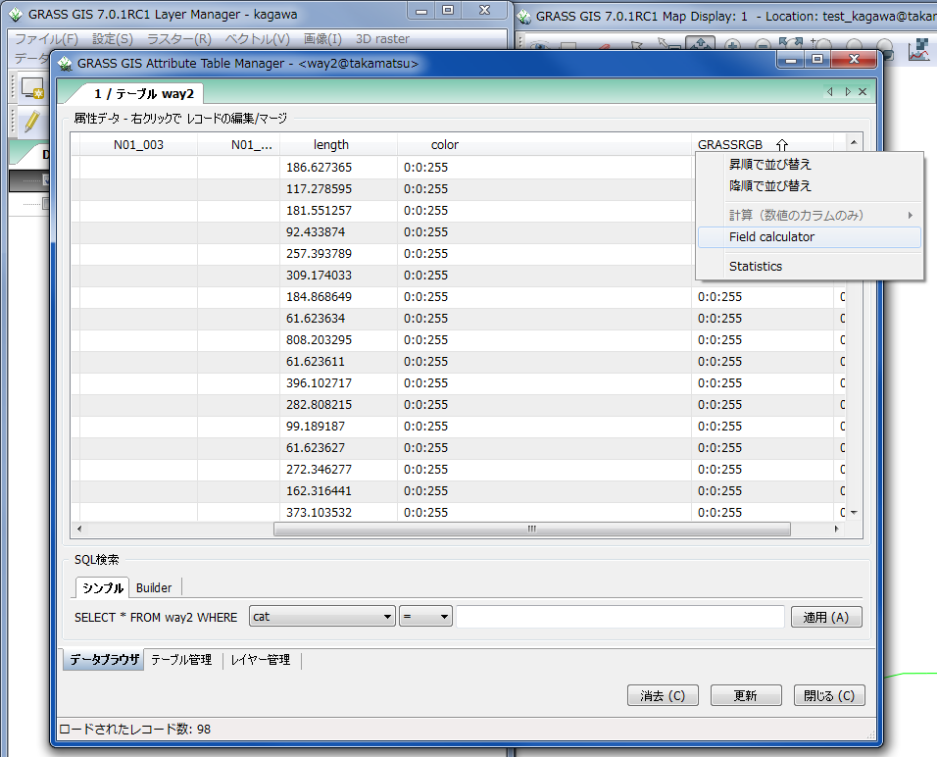 GRASS GIS 7.0.1RC1 Layer Manager - kagawa
GRASS GIS 7.0.1RC1 Map Display: 1 - Location: test_kagawa@takar
ファイル(F) 設定(S) ラスター(R) ベクトル(V) 画像(I) 3D raster
データ
GRASS GIS Attribute Table Manager - <way2@takamatsu>
1 / テーブル way2
属性データ - 右クリックで レコードの編集/マージ
N01_003 N01_... length color GRASSRGB
昇順で並び替え
降順で並び替え
計算（数値のカラムのみ）
Field calculator
Statistics
186.627365 0:0:255
117.278595 0:0:255
181.551257 0:0:255
92.433874 0:0:255
257.393789 0:0:255
309.174033 0:0:255
184.868649 0:0:255 0:0:255
61.623634 0:0:255 0:0:255
808.203295 0:0:255 0:0:255
61.623611 0:0:255 0:0:255
396.102717 0:0:255 0:0:255
282.808215 0:0:255 0:0:255
99.189187 0:0:255 0:0:255
61.623627 0:0:255 0:0:255
272.346277 0:0:255 0:0:255
162.316441 0:0:255 0:0:255
373.103532 0:0:255 0:0:255
SQL検索
シンプル Builder
SELECT * FROM way2 WHERE cat = 適用 (A)
データブラウザ テーブル管理 レイヤー管理
消去 (C) 更新 閉じる (C)
ロードされたレコード数: 98